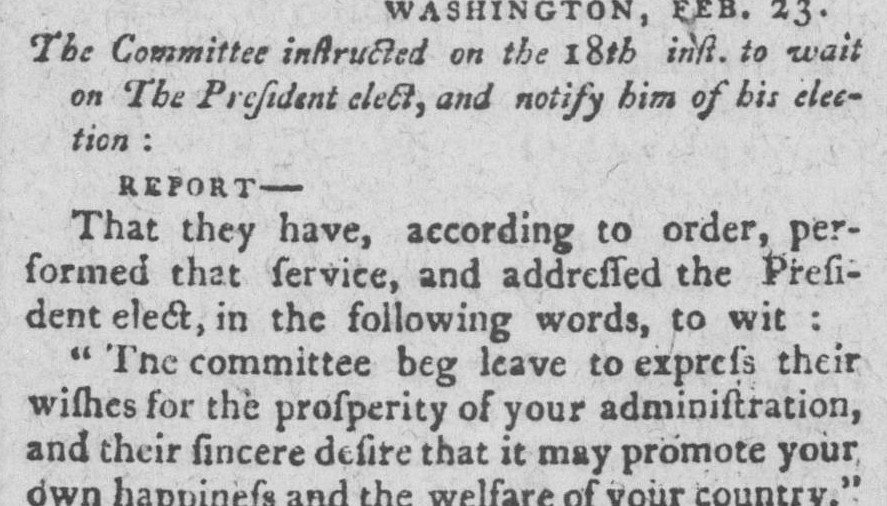 WASHINGTON, FEB. 23.
The Committee inſtructed on the 18th inſt. to wait
on The Preſident elect, and notify him of his elec-
tion :
REPORT—
That they have, according to order, per-
formed that ſervice, and addreſſed the Preſi-
dent elect, in the following words, to wit :
“ The committee beg leave to expreſs their
wiſhes for the proſperity of your adminiſtration,
and their ſincere deſire that it may promote your
own happineſs and the welfare of your country.”